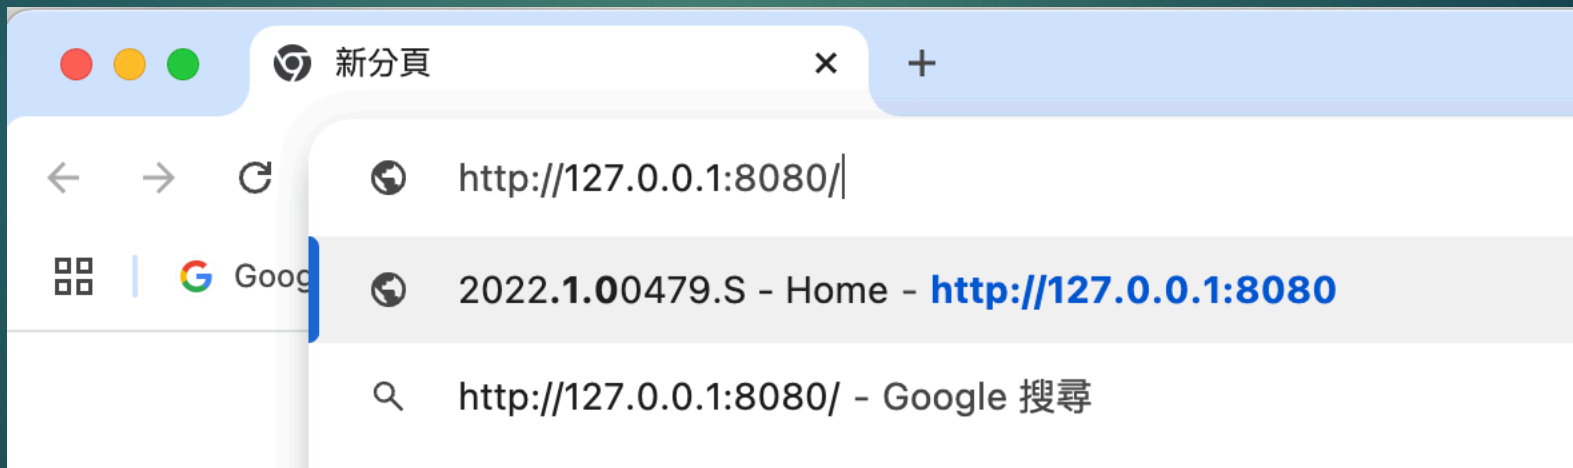 新分頁
http://127.0.0.1:8080/
2022.1.00479.S - Home - http://127.0.0.1:8080
Goog
http://127.0.0.1:8080/ - Google 搜尋